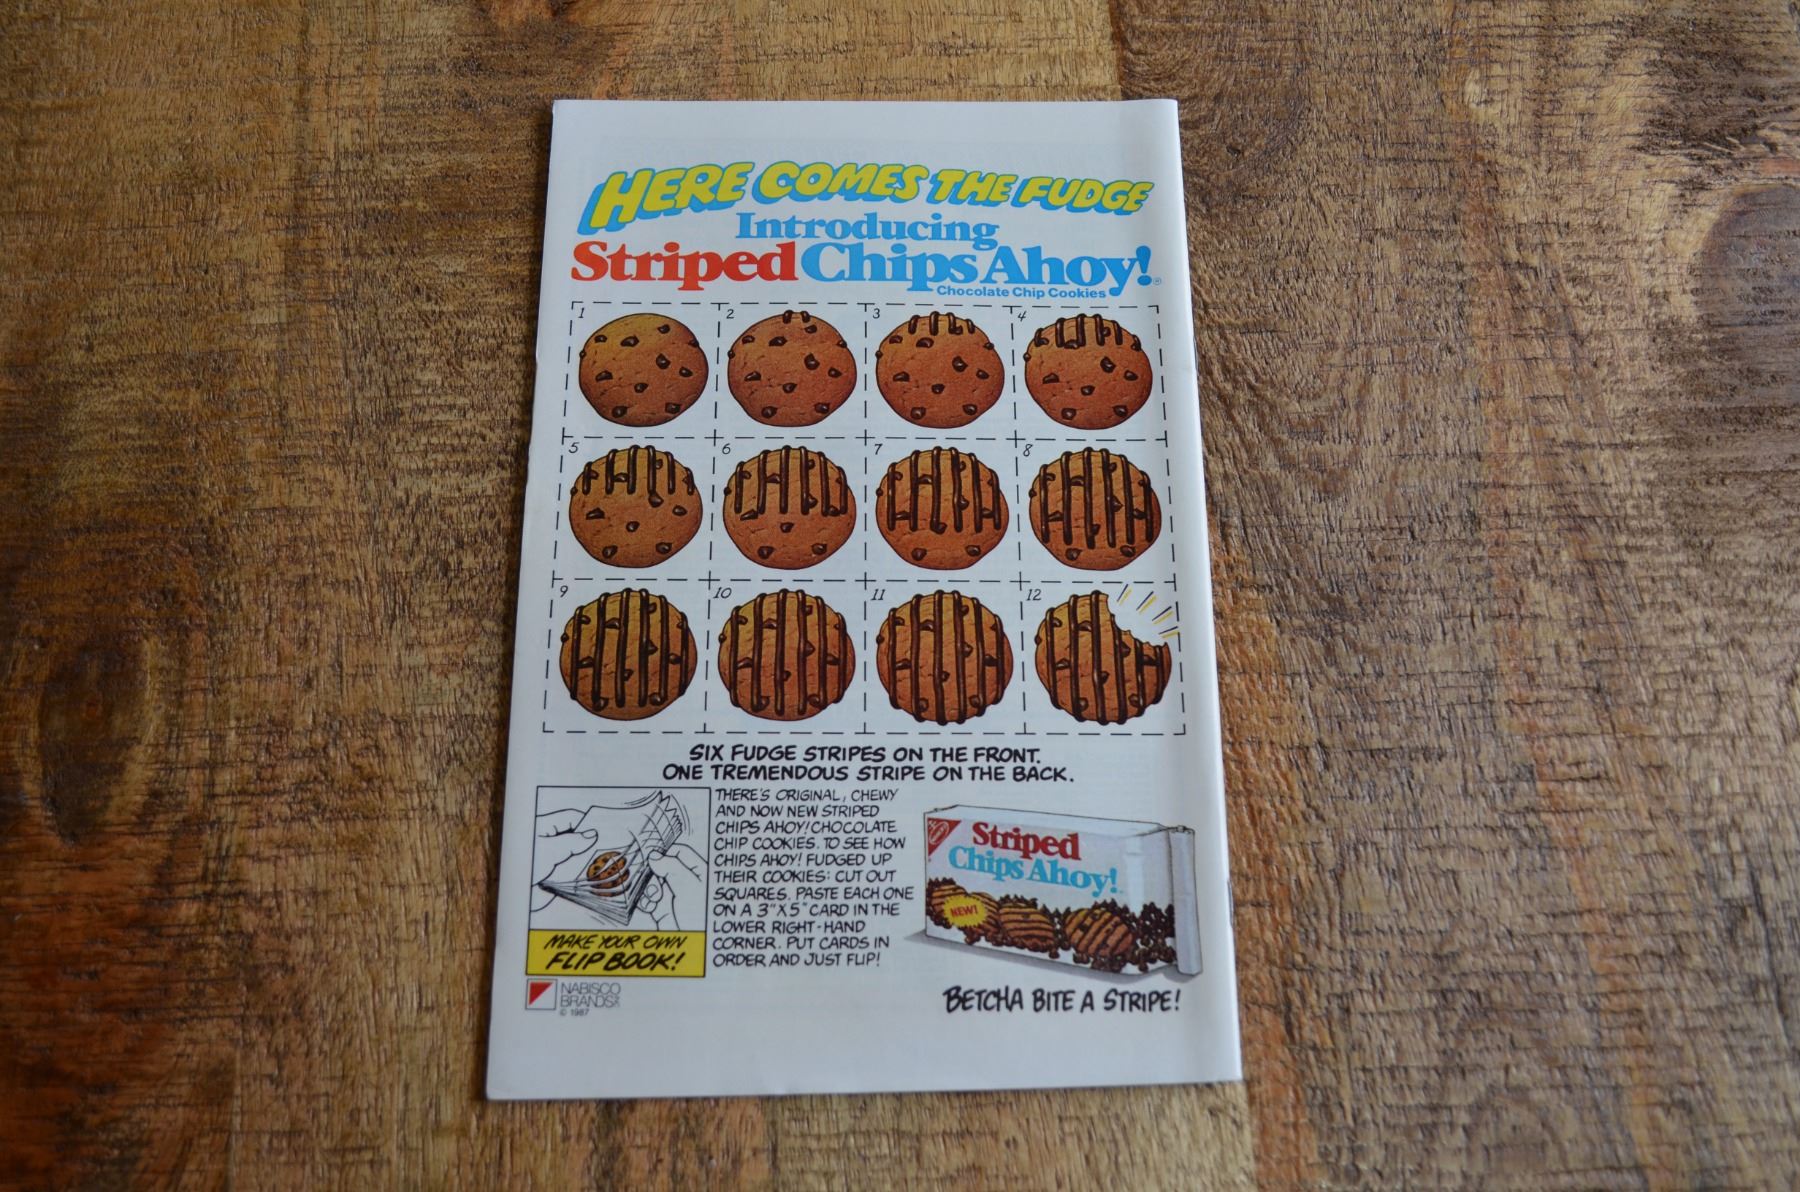 HERE COMES THE FUDGE
Introducing
Striped Chips Ahoy!®
Chocolate Chip Cookies
1 2 3 4
5 6 7 8
9 10 11 12
SIX FUDGE STRIPES ON THE FRONT.
ONE TREMENDOUS STRIPE ON THE BACK.
THERE'S ORIGINAL, CHEWY
AND NOW NEW STRIPED
CHIPS AHOY! CHOCOLATE
CHIP COOKIES. TO SEE HOW
CHIPS AHOY! FUDGED UP
THEIR COOKIES: CUT OUT
SQUARES. PASTE EACH ONE
ON A 3"X5" CARD IN THE
LOWER RIGHT-HAND
CORNER. PUT CARDS IN
ORDER AND JUST FLIP!
MAKE YOUR OWN
FLIP BOOK!
NABISCO
BRANDS
© 1987
Striped
Chips Ahoy!
NEW!
BETCHA BITE A STRIPE!